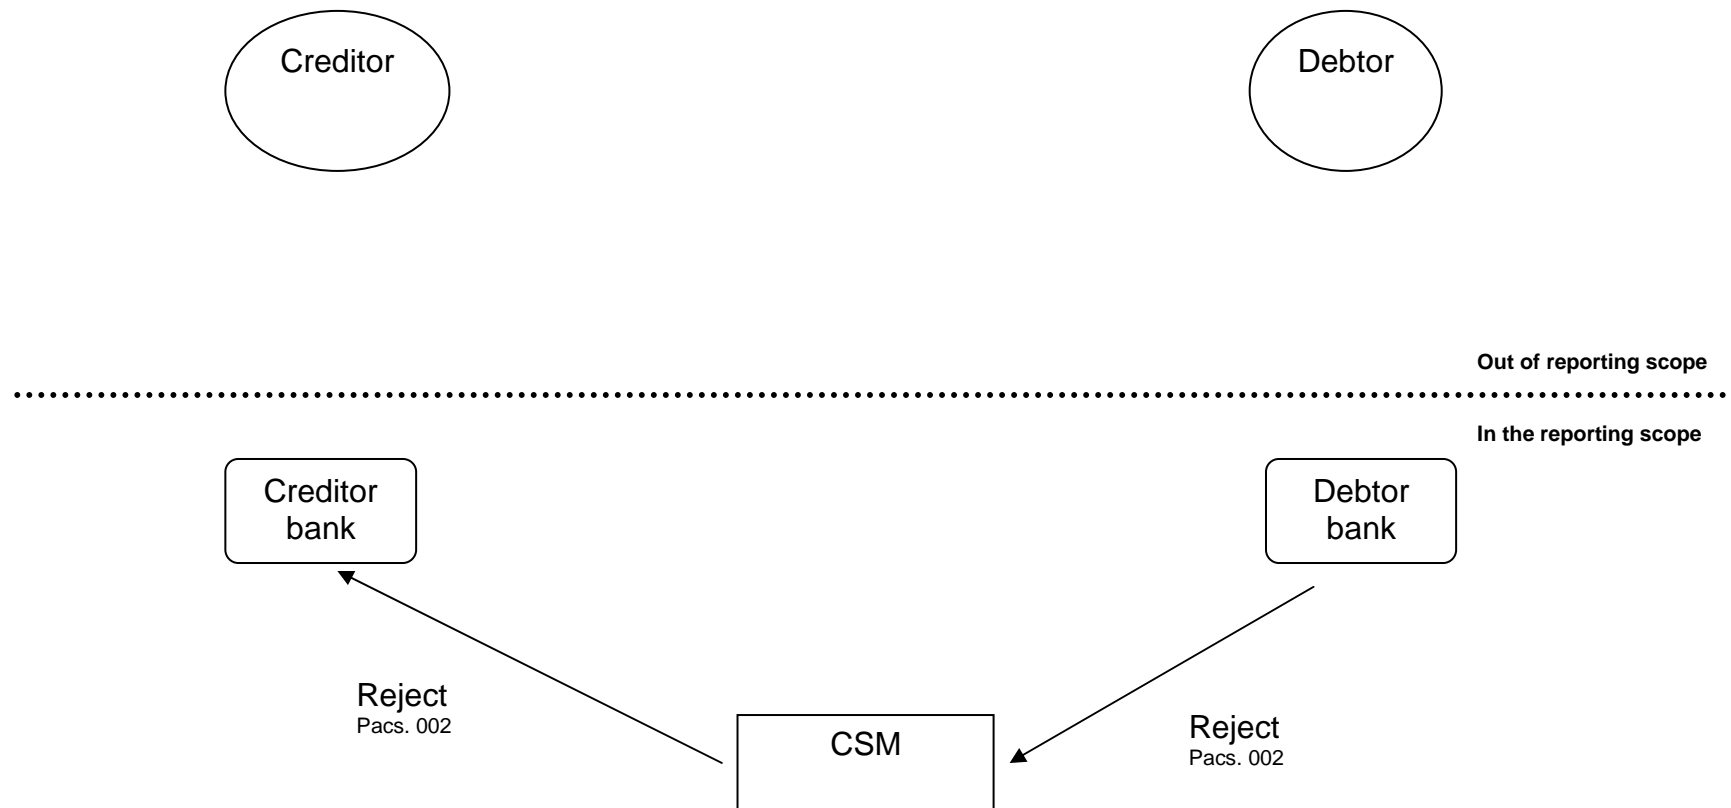 Creditor
Debtor
Out of reporting scope
In the reporting scope
Creditor
bank
Debtor
bank
Reject
Pacs. 002
CSM
Reject
Pacs. 002